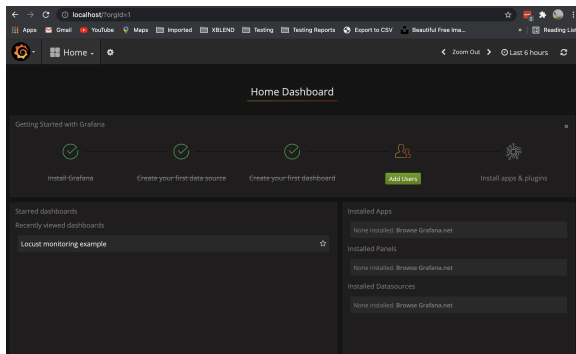 localhost/?orgId=1
Apps Gmail YouTube Maps Imported XBLEND Testing Testing Reports Export to CSV Beautiful Free Ima... » Reading List
Home Zoom Out Last 6 hours
Home Dashboard
Getting Started with Grafana
Install Grafana Create your first data source Create your first dashboard Add Users Install apps & plugins
Starred dashboards
Recently viewed dashboards
Locust monitoring example
Installed Apps
None installed. Browse Grafana.net
Installed Panels
None installed. Browse Grafana.net
Installed Datasources
None installed. Browse Grafana.net